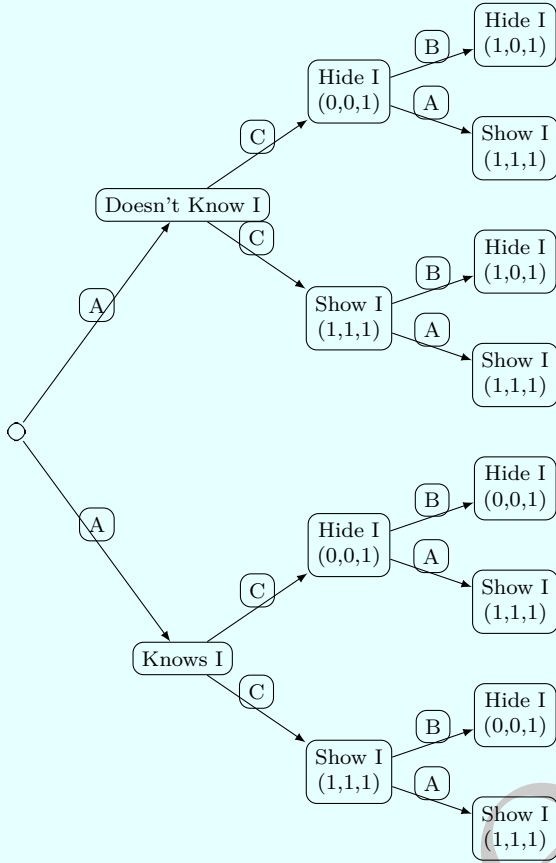 Hide I
(1,0,1)
B
Hide I
(0,0,1)
A
Show I
(1,1,1)
C
Doesn't Know I
C
Hide I
(1,0,1)
B
Show I
(1,1,1)
A
Show I
(1,1,1)
A
A
Hide I
(0,0,1)
B
Hide I
(0,0,1)
A
Show I
(1,1,1)
C
Knows I
C
Hide I
(0,0,1)
B
Show I
(1,1,1)
A
Show I
(1,1,1)